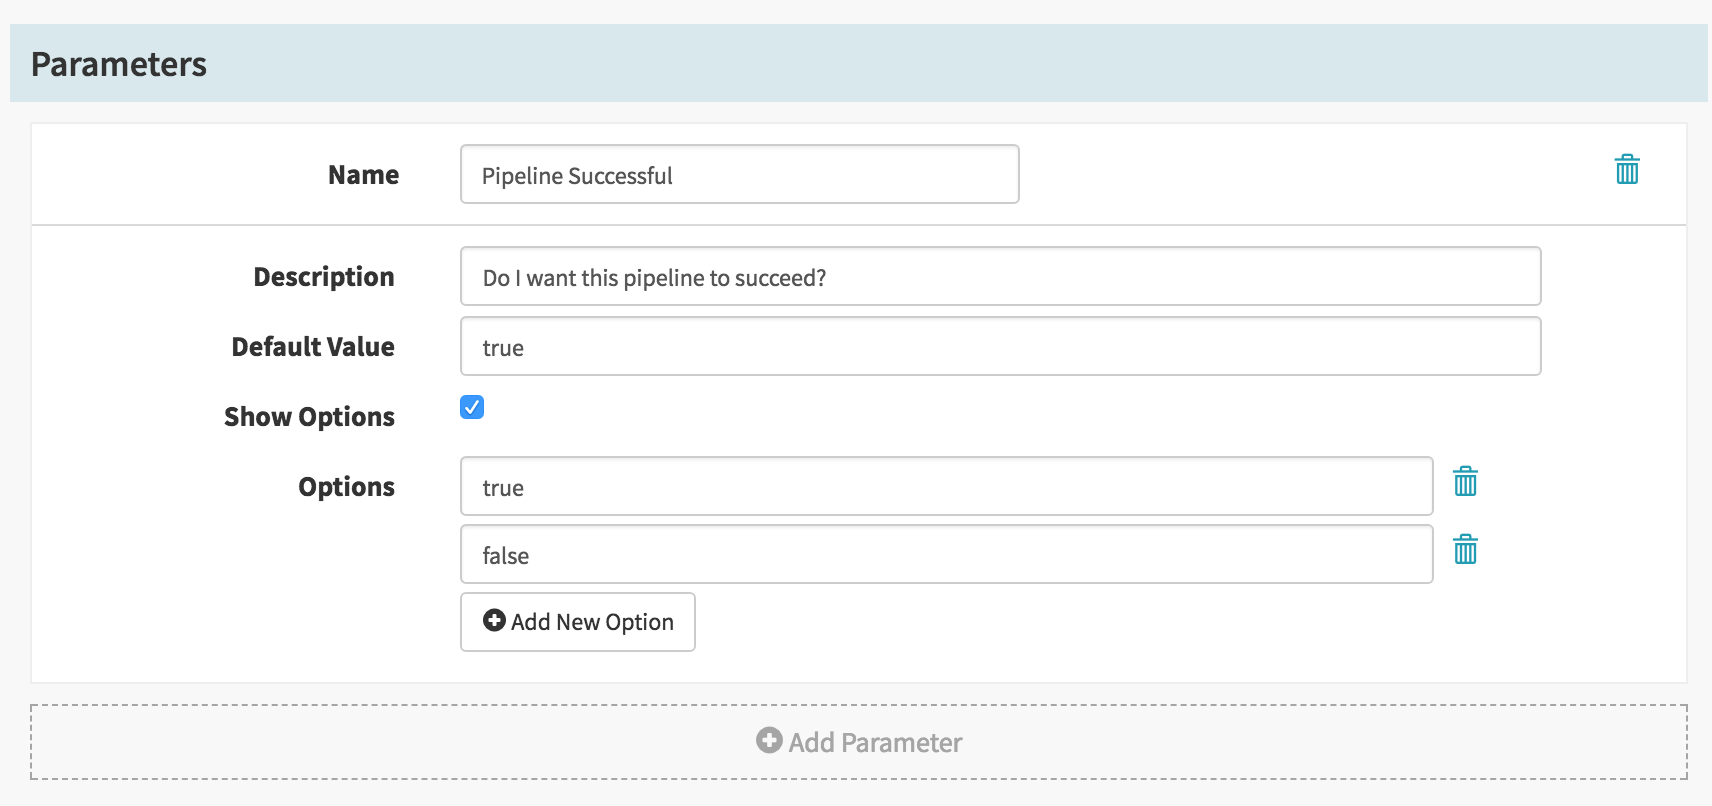 Parameters
Name
Pipeline Successful
Description
Do I want this pipeline to succeed?
Default Value
true
Show Options
Options
true
false
Add New Option
Add Parameter